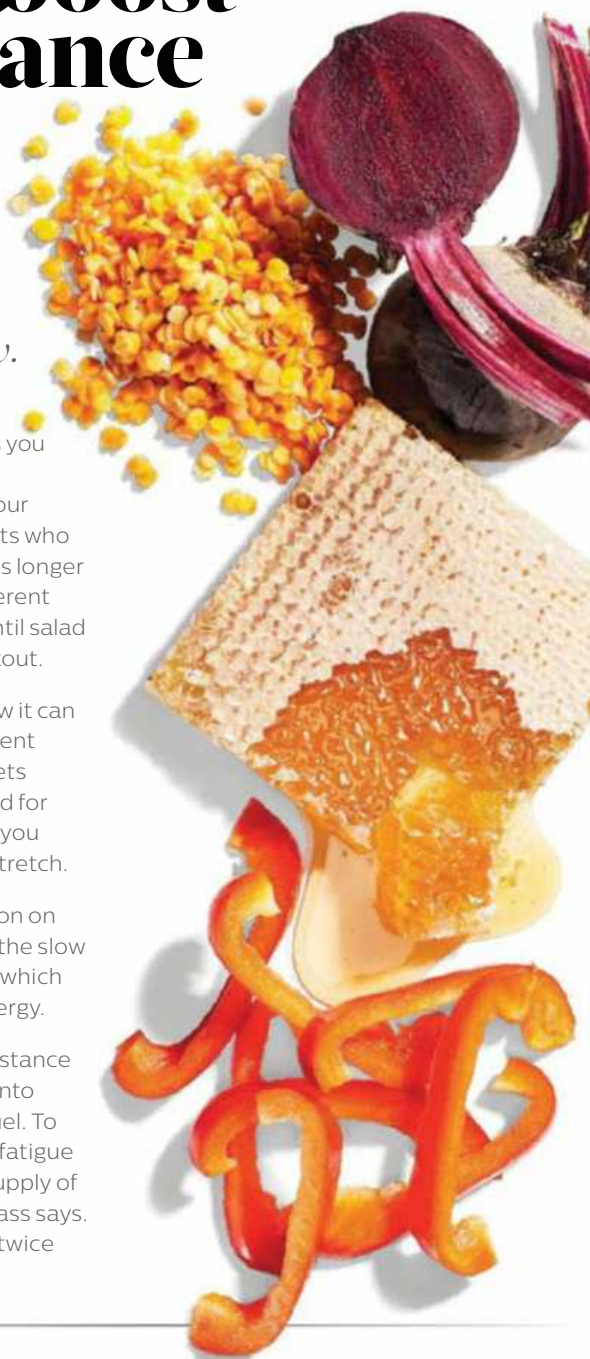 boost
ance
v.
s you
our
ts who
s longer
erent
ntil salad
out.
w it can
ent
ets
d for
you
tretch.
on on
the slow
which
ergy.
stance
nto
el. To
fatigue
upply of
ass says.
twice